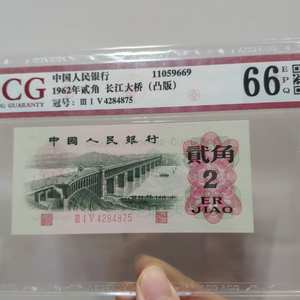 CG
GUARANTY
中国人民银行 11059669
1962年贰角 长江大桥（凸版）
冠号：Ⅲ I V 4284875
66 EPQ
中国人民银行
贰角
2
ER
JIAO
Ⅲ I V 4284875